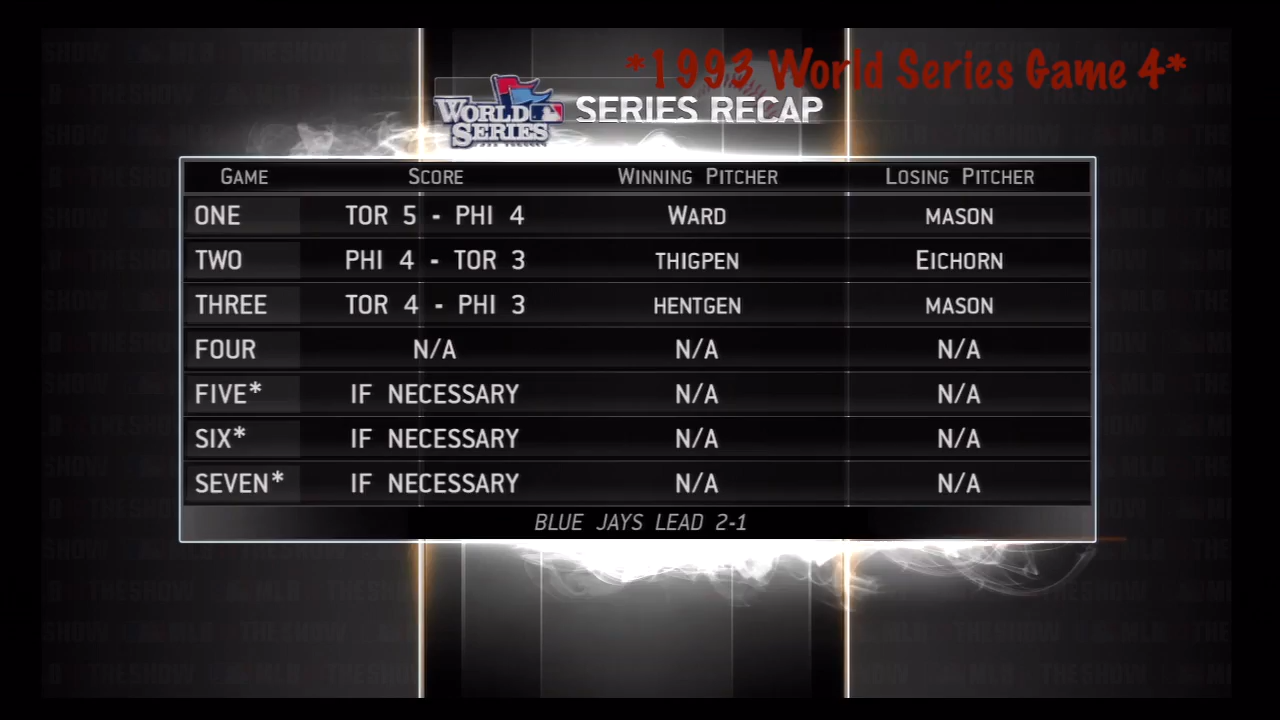 *1993 World Series Game 4*
WORLD SERIES
SERIES RECAP
GAME SCORE WINNING PITCHER LOSING PITCHER
ONE TOR 5 - PHI 4 WARD MASON
TWO PHI 4 - TOR 3 THIGPEN EICHORN
THREE TOR 4 - PHI 3 HENTGEN MASON
FOUR N/A N/A N/A
FIVE* IF NECESSARY N/A N/A
SIX* IF NECESSARY N/A N/A
SEVEN* IF NECESSARY N/A N/A
BLUE JAYS LEAD 2-1